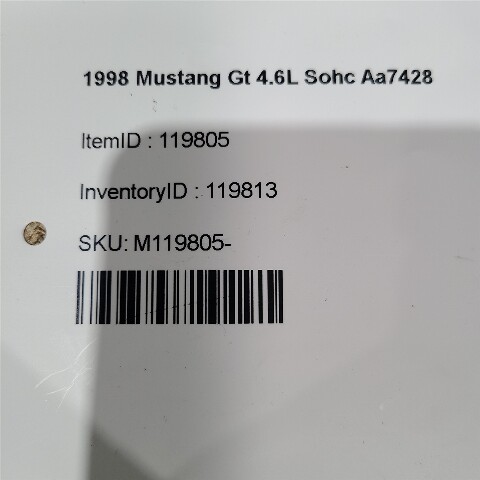 1998 Mustang Gt 4.6L Sohc Aa7428
ItemID : 119805
InventoryID : 119813
SKU: M119805-